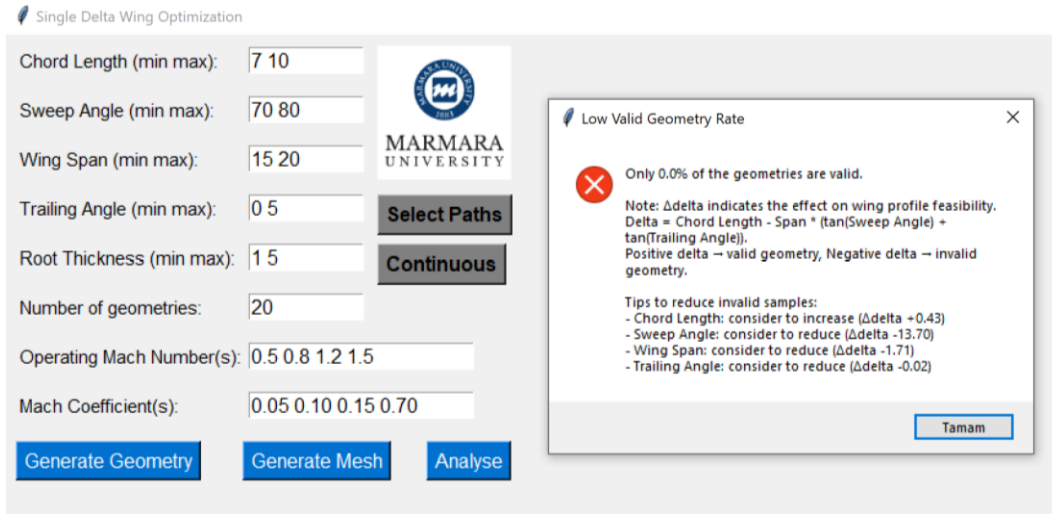 Single Delta Wing Optimization
Chord Length (min max): 7 10
Sweep Angle (min max): 70 80
Wing Span (min max): 15 20
Trailing Angle (min max): 0 5
Root Thickness (min max): 1 5
Number of geometries: 20
Operating Mach Number(s): 0.5 0.8 1.2 1.5
Mach Coefficient(s): 0.05 0.10 0.15 0.70
MARMARA UNIV
1883
MARMARA
UNIVERSITY
Select Paths
Continuous
Generate Geometry
Generate Mesh
Analyse
Low Valid Geometry Rate
Only 0.0% of the geometries are valid.
Note: Δdelta indicates the effect on wing profile feasibility.
Delta = Chord Length - Span * (tan(Sweep Angle) +
tan(Trailing Angle)).
Positive delta → valid geometry, Negative delta → invalid
geometry.
Tips to reduce invalid samples:
- Chord Length: consider to increase (Δdelta +0.43)
- Sweep Angle: consider to reduce (Δdelta -13.70)
- Wing Span: consider to reduce (Δdelta -1.71)
- Trailing Angle: consider to reduce (Δdelta -0.02)
Tamam